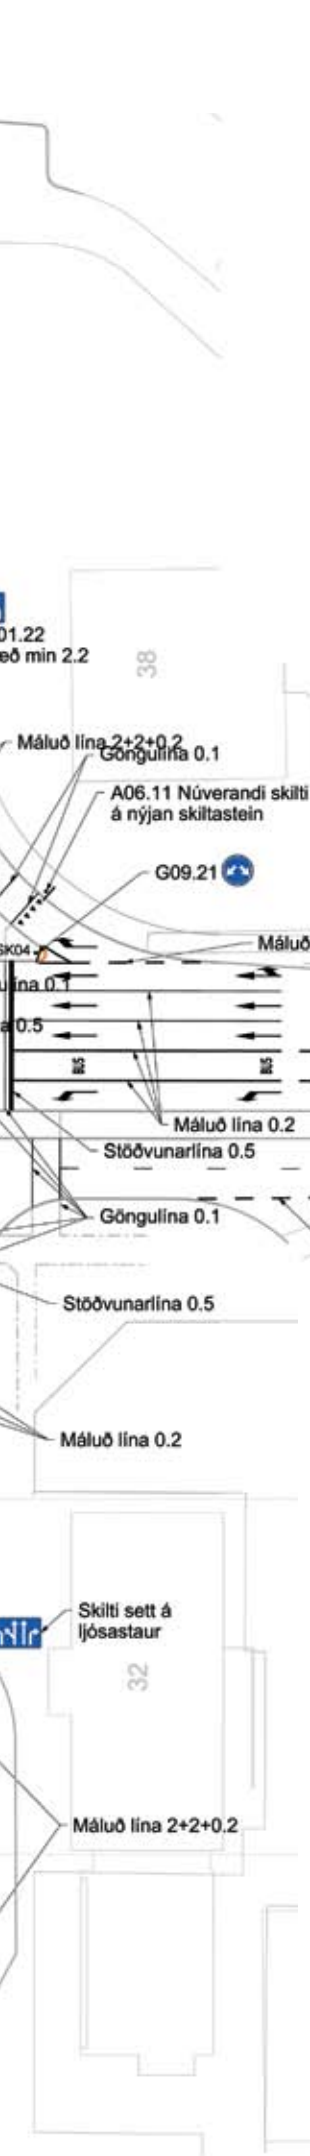 01.22
eð min 2.2
38
Máluð lína 2+2+0.2
Göngulína 0.1
A06.11 Núverandi skilti
á nýjan skiltastein
G09.21
SK04
Máluð
ína 0.1
0.5
BUS
BUS
Máluð lína 0.2
Stöðvunarlína 0.5
Göngulína 0.1
Stöðvunarlína 0.5
Máluð lína 0.2
Skilti sett á
ljósastaur
32
Máluð lína 2+2+0.2